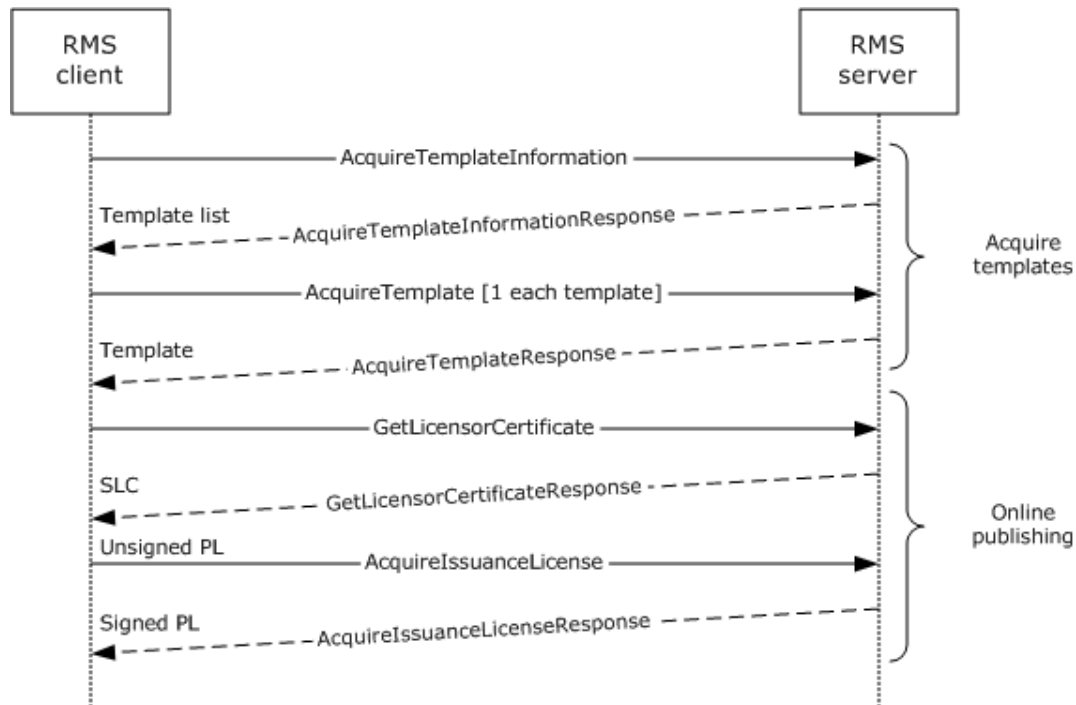 RMS
client
RMS
server
AcquireTemplateInformation
Template list
AcquireTemplateInformationResponse
Acquire
templates
AcquireTemplate [1 each template]
Template
AcquireTemplateResponse
GetLicensorCertificate
SLC
GetLicensorCertificateResponse
Online
publishing
Unsigned PL
AcquireIssuanceLicense
Signed PL
AcquireIssuanceLicenseResponse